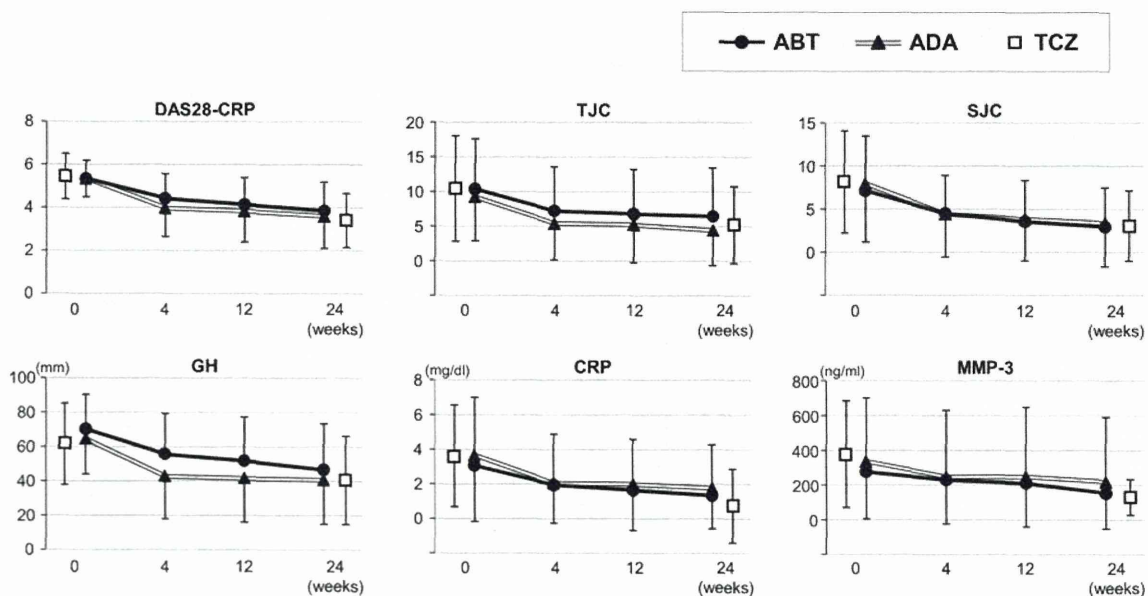 ABT ADA TCZ
DAS28-CRP
8
6
4
2
0
0 4 12 24
(weeks)
TJC
20
15
10
5
0
0 4 12 24
(weeks)
SJC
15
10
5
0
0 4 12 24
(weeks)
GH
(mm)
100
80
60
40
20
0
0 4 12 24
(weeks)
CRP
(mg/dl)
8
6
4
2
0
0 4 12 24
(weeks)
MMP-3
(ng/ml)
800
600
400
200
0
0 4 12 24
(weeks)